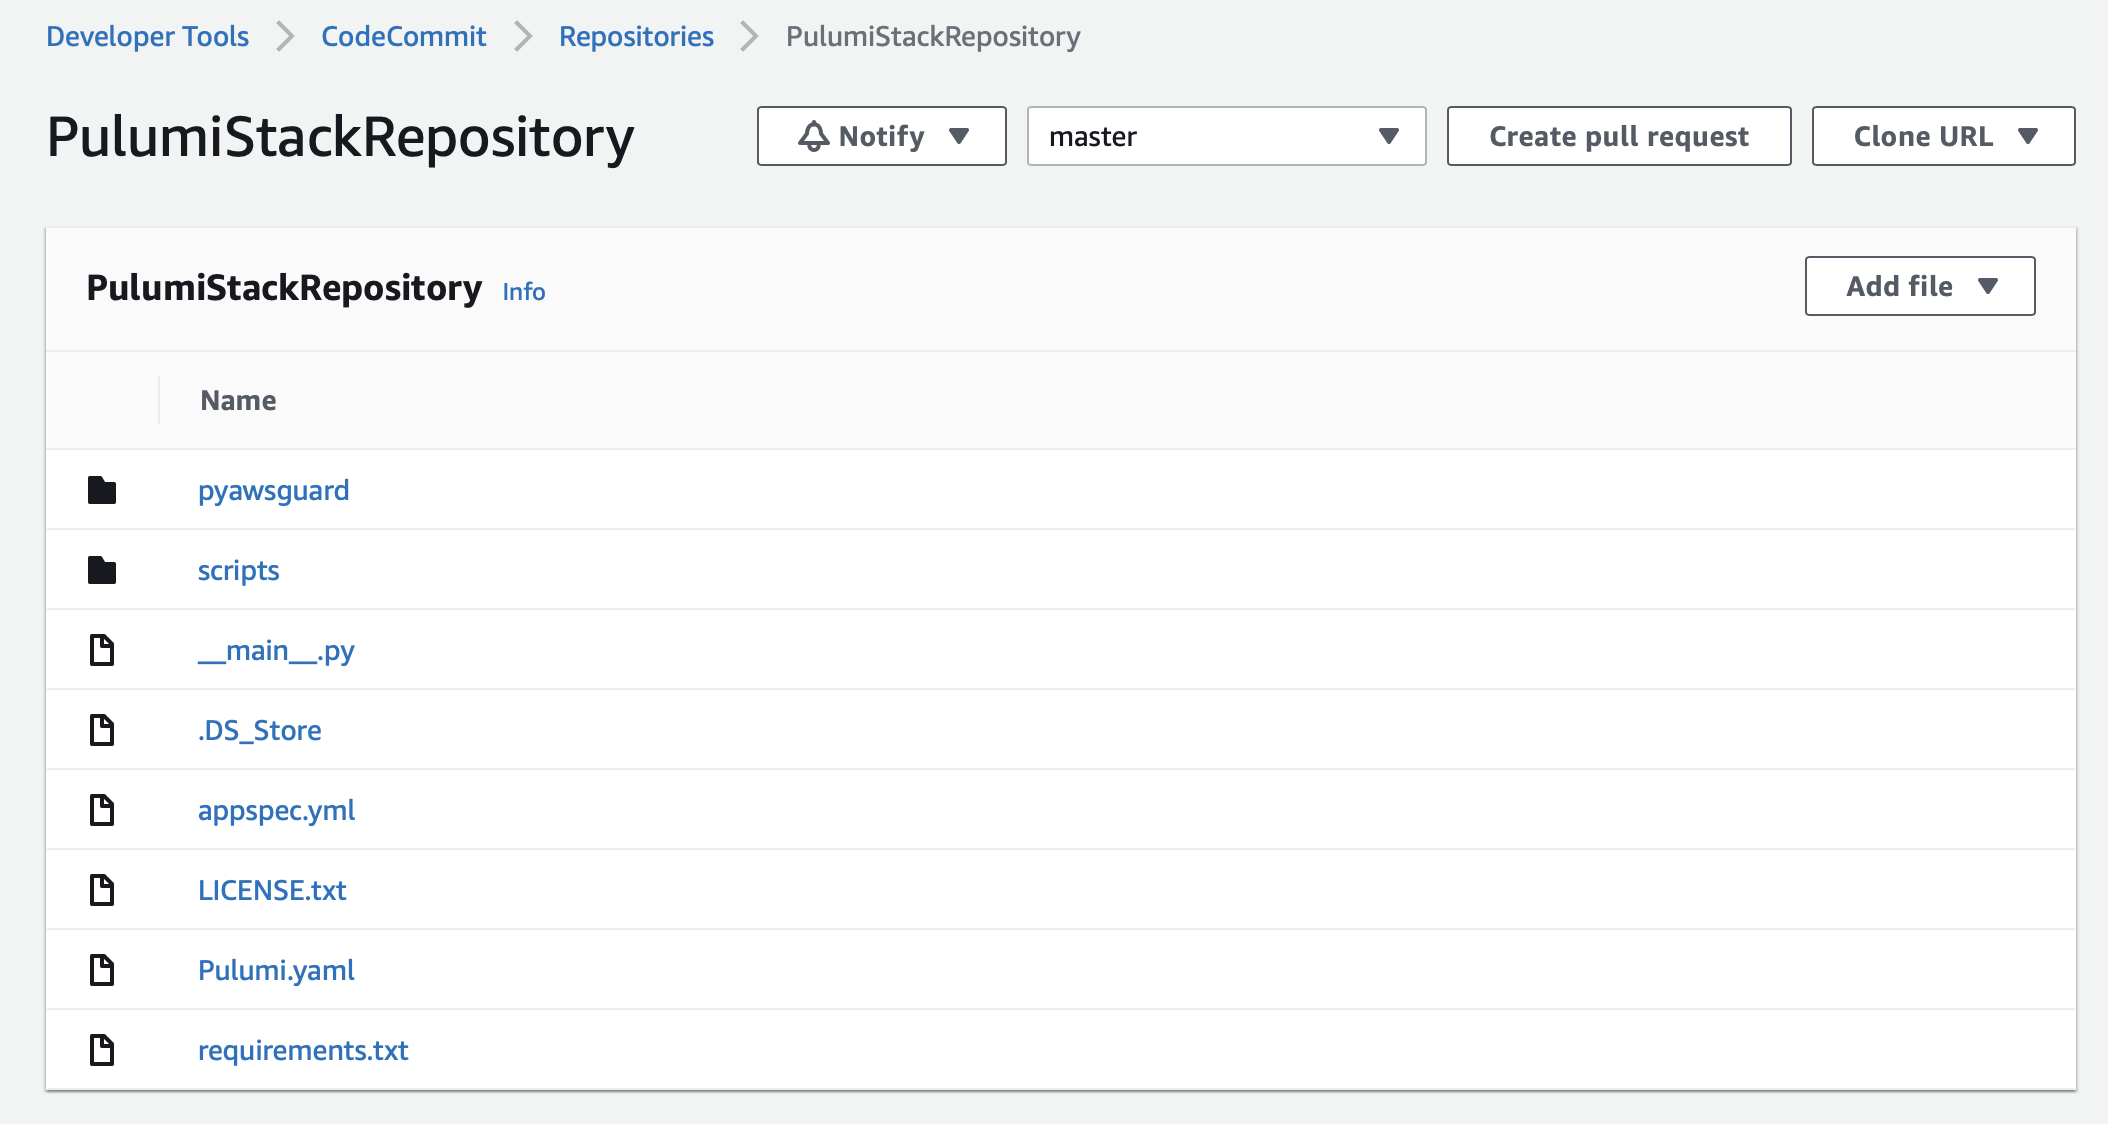 Developer Tools CodeCommit Repositories PulumiStackRepository
PulumiStackRepository Notify master Create pull request Clone URL
PulumiStackRepository Info Add file
Name
pyawsguard
scripts
__main__.py
.DS_Store
appspec.yml
LICENSE.txt
Pulumi.yaml
requirements.txt